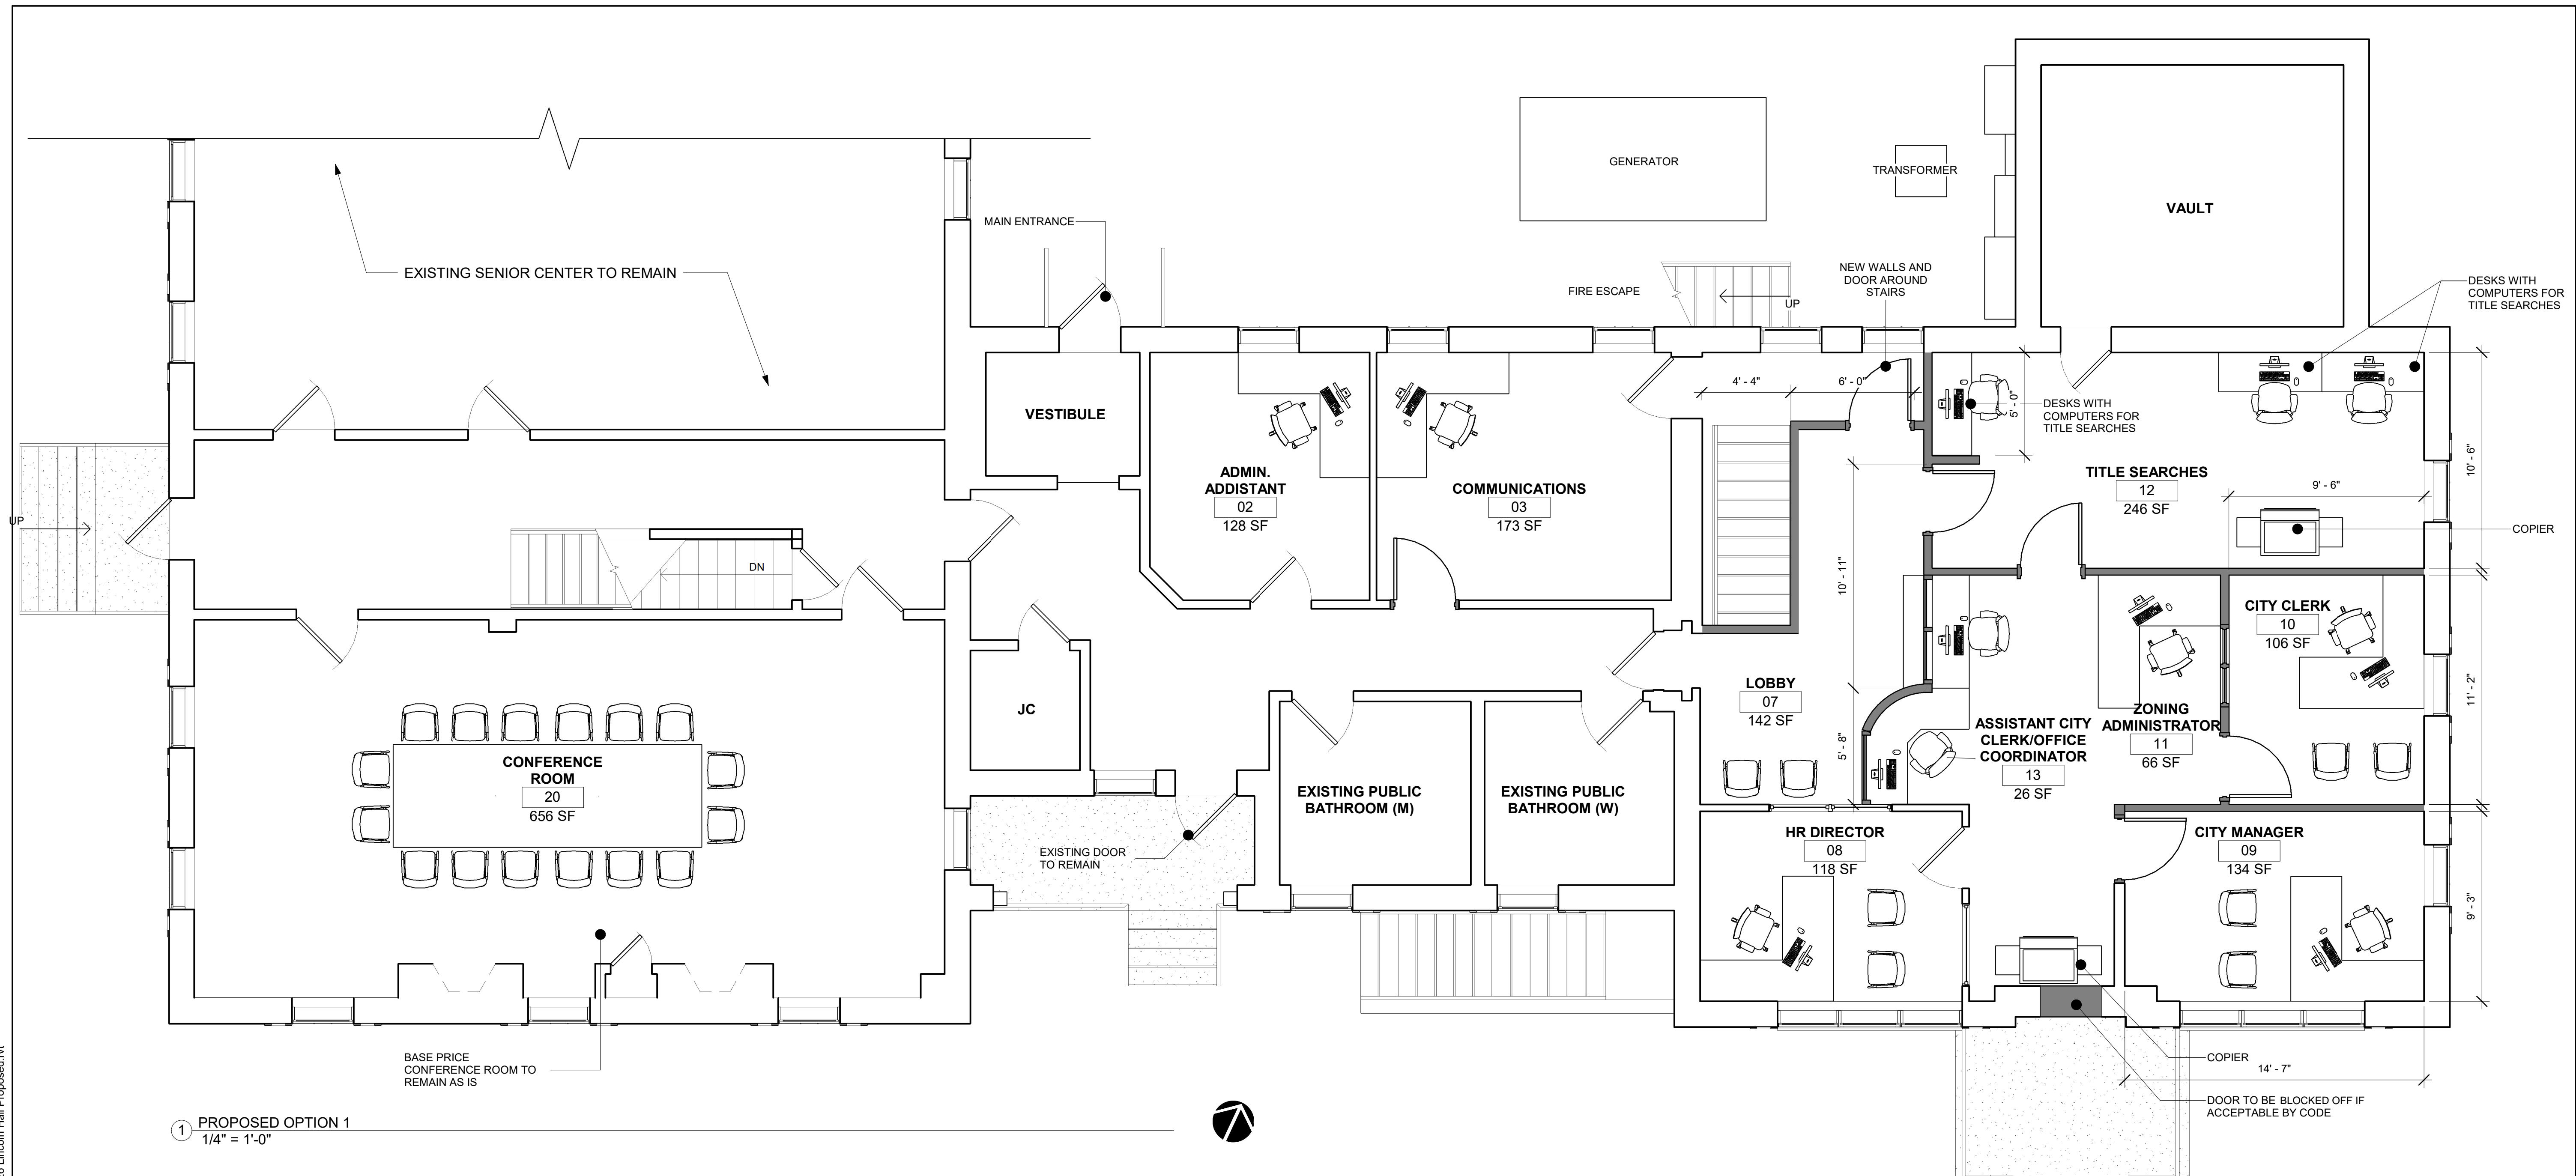 GENERATOR
TRANSFORMER
VAULT
MAIN ENTRANCE
EXISTING SENIOR CENTER TO REMAIN
FIRE ESCAPE
UP
NEW WALLS AND
DOOR AROUND
STAIRS
DESKS WITH
COMPUTERS FOR
TITLE SEARCHES
VESTIBULE
4' - 4"
6' - 0"
5' - 0"
DESKS WITH
COMPUTERS FOR
TITLE SEARCHES
ADMIN.
ADDISTANT
02
128 SF
COMMUNICATIONS
03
173 SF
TITLE SEARCHES
12
246 SF
9' - 6"
10' - 6"
COPIER
UP
DN
10' - 11"
CITY CLERK
10
106 SF
11' - 2"
JC
LOBBY
07
142 SF
5' - 8"
ASSISTANT CITY
CLERK/OFFICE
COORDINATOR
13
26 SF
ZONING
ADMINISTRATOR
11
66 SF
CONFERENCE
ROOM
20
656 SF
EXISTING PUBLIC
BATHROOM (M)
EXISTING PUBLIC
BATHROOM (W)
EXISTING DOOR
TO REMAIN
HR DIRECTOR
08
118 SF
CITY MANAGER
09
134 SF
9' - 3"
BASE PRICE
CONFERENCE ROOM TO
REMAIN AS IS
COPIER
14' - 7"
DOOR TO BE BLOCKED OFF IF
ACCEPTABLE BY CODE
1
PROPOSED OPTION 1
1/4" = 1'-0"
Lincoln Hall Proposed.rvt